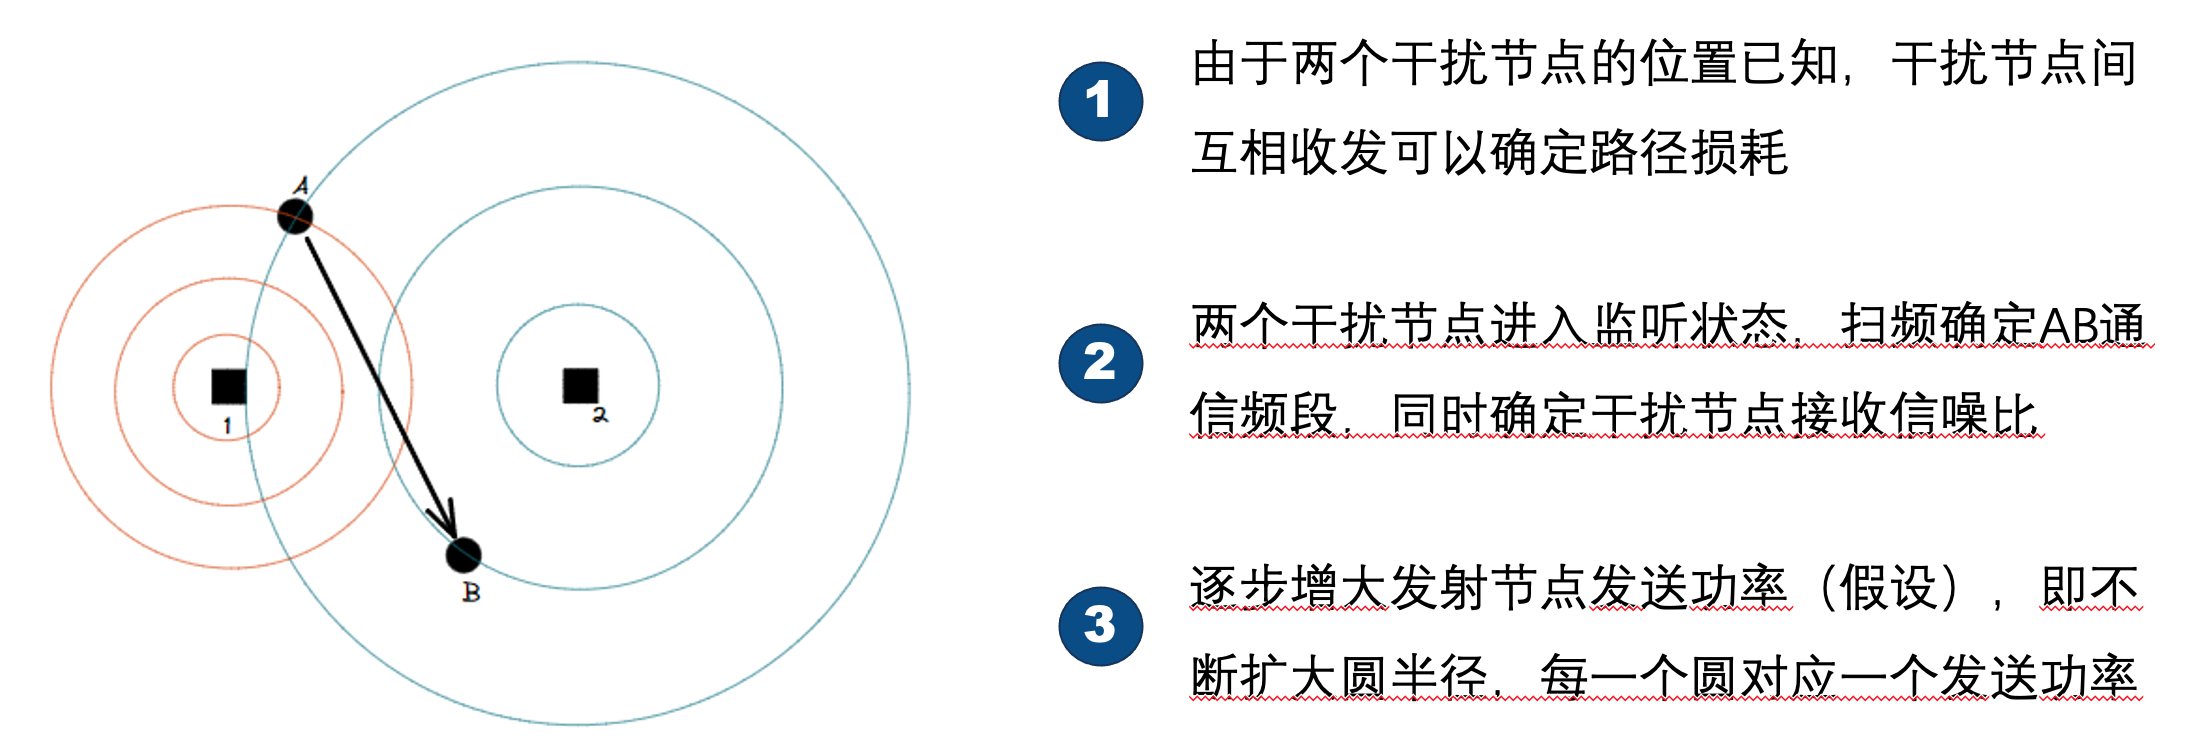 A
1
2
B
1
由于两个干扰节点的位置已知，干扰节点间
互相收发可以确定路径损耗
2
两个干扰节点进入监听状态，扫频确定AB通
信频段，同时确定干扰节点接收信噪比
3
逐步增大发射节点发送功率（假设），即不
断扩大圆半径，每一个圆对应一个发送功率